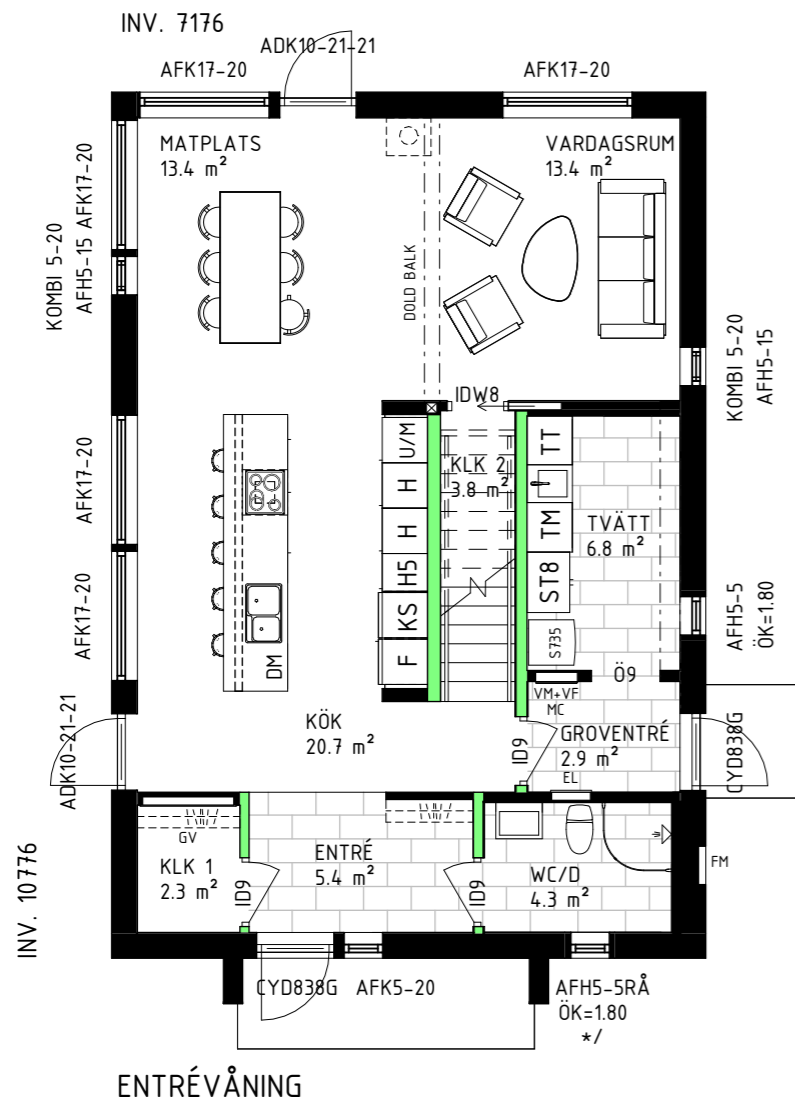 INV. 7176
ADK10-21-21
AFK17-20
AFK17-20
MATPLATS
13.4 m²
VARDAGSRUM
13.4 m²
KOMBI 5-20
AFH5-15 AFK17-20
DOLD BALK
KOMBI 5-20
AFH5-15
IDW8
U/M
H
H
H5
KS
F
KLK 2
3.8 m²
TT
TM
ST8
S735
TVÄTT
6.8 m²
AFK17-20
AFK17-20
AFH5-5
ÖK=1.80
DM
Ö9
VM+VF
MC
KÖK
20.7 m²
ID9
GROVENTRÉ
2.9 m²
EL
CYD838G
ADK10-21-21
GV
KLK 1
2.3 m²
ID9
ENTRÉ
5.4 m²
ID9
WC/D
4.3 m²
FM
INV. 10776
CYD838G
AFK5-20
AFH5-5RÅ
ÖK=1.80
*/
ENTRÉVÅNING